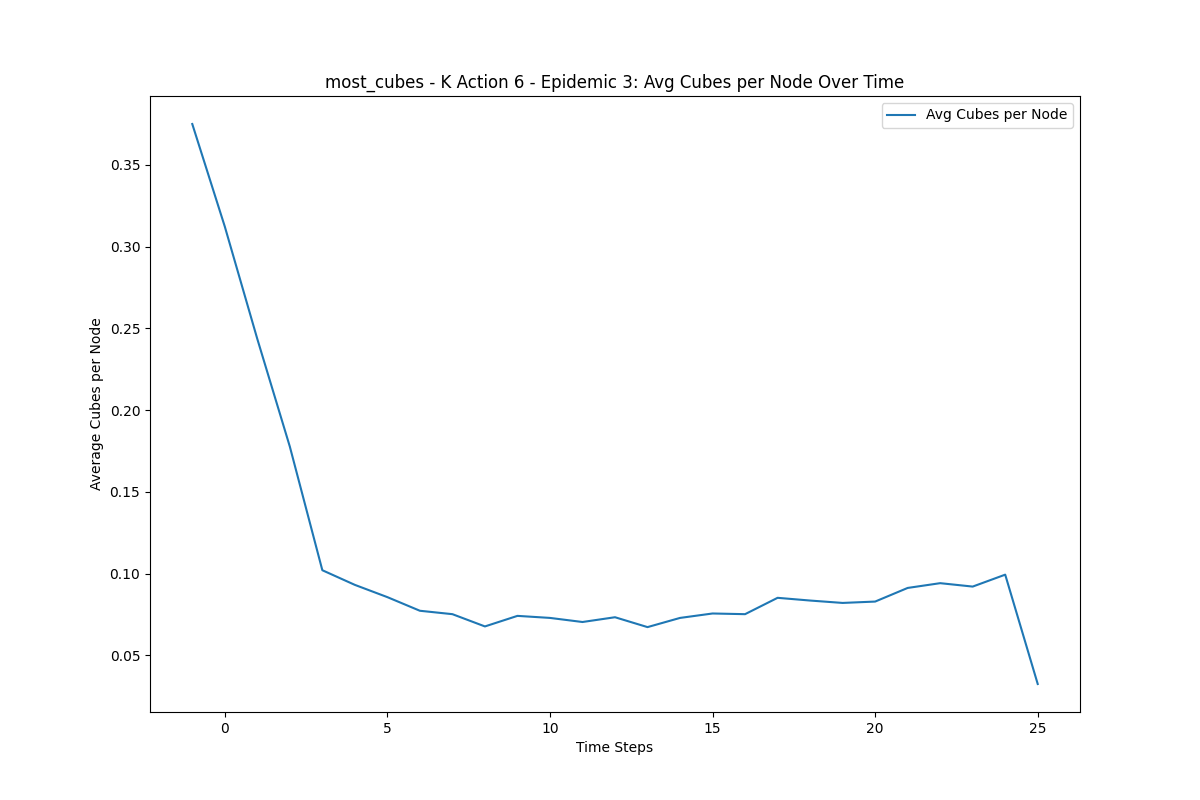 most_cubes - K Action 6 - Epidemic 3: Avg Cubes per Node Over Time
Avg Cubes per Node
Average Cubes per Node
0.35
0.30
0.25
0.20
0.15
0.10
0.05
0 5 10 15 20 25
Time Steps